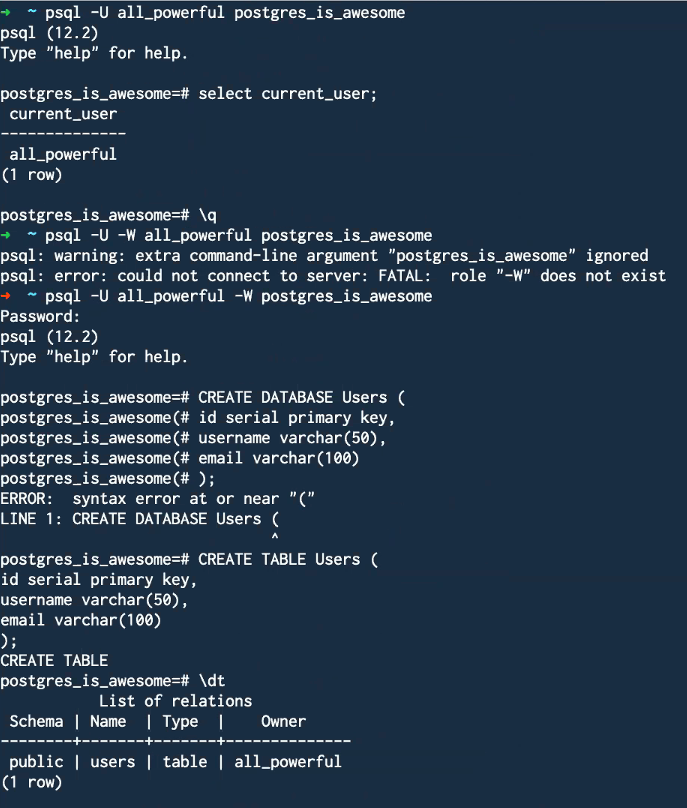 ➜  ~ psql -U all_powerful postgres_is_awesome
psql (12.2)
Type "help" for help.

postgres_is_awesome=# select current_user;
 current_user
--------------
 all_powerful
(1 row)

postgres_is_awesome=# \q
➜  ~ psql -U -W all_powerful postgres_is_awesome
psql: warning: extra command-line argument "postgres_is_awesome" ignored
psql: error: could not connect to server: FATAL:  role "-W" does not exist
➜  ~ psql -U all_powerful -W postgres_is_awesome
Password:
psql (12.2)
Type "help" for help.

postgres_is_awesome=# CREATE DATABASE Users (
postgres_is_awesome(# id serial primary key,
postgres_is_awesome(# username varchar(50),
postgres_is_awesome(# email varchar(100)
postgres_is_awesome(# );
ERROR:  syntax error at or near "("
LINE 1: CREATE DATABASE Users (
                              ^
postgres_is_awesome=# CREATE TABLE Users (
id serial primary key,
username varchar(50),
email varchar(100)
);
CREATE TABLE
postgres_is_awesome=# \dt
           List of relations
 Schema | Name  | Type  |    Owner
--------+-------+-------+--------------
 public | users | table | all_powerful
(1 row)